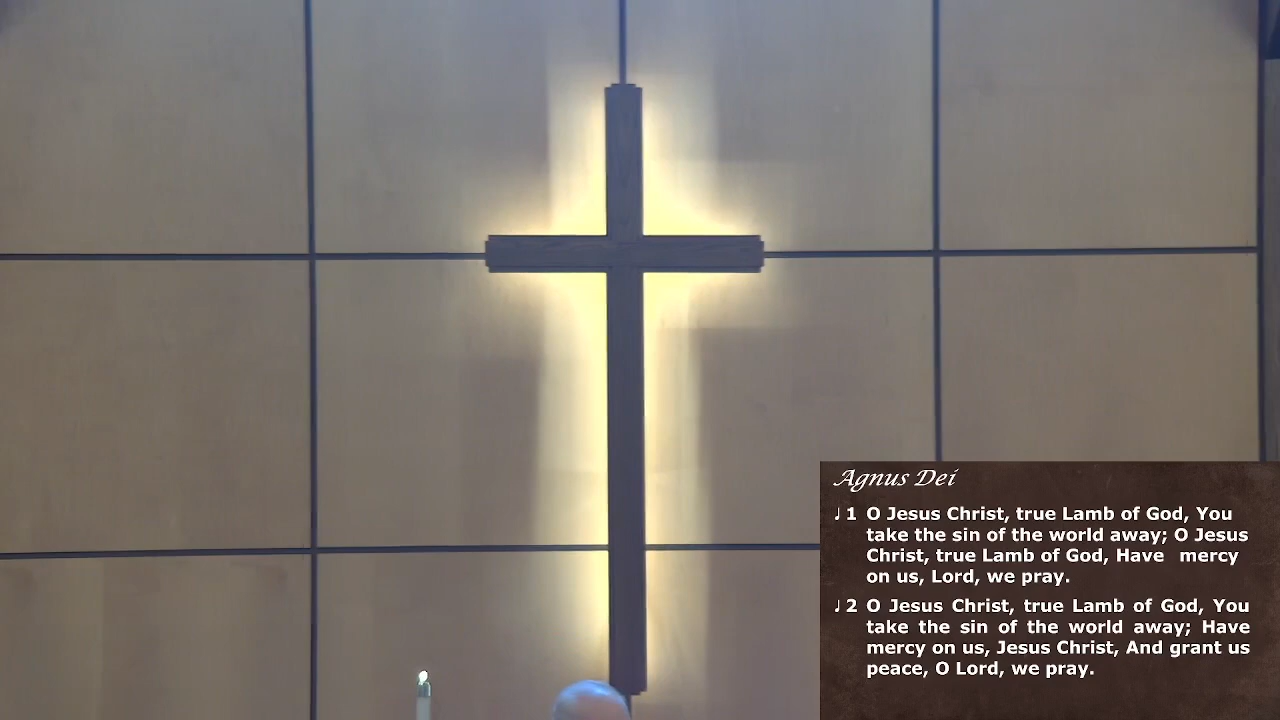 Agnus Dei
♩ 1 O Jesus Christ, true Lamb of God, You
take the sin of the world away; O Jesus
Christ, true Lamb of God, Have mercy
on us, Lord, we pray.
♩ 2 O Jesus Christ, true Lamb of God, You
take the sin of the world away; Have
mercy on us, Jesus Christ, And grant us
peace, O Lord, we pray.